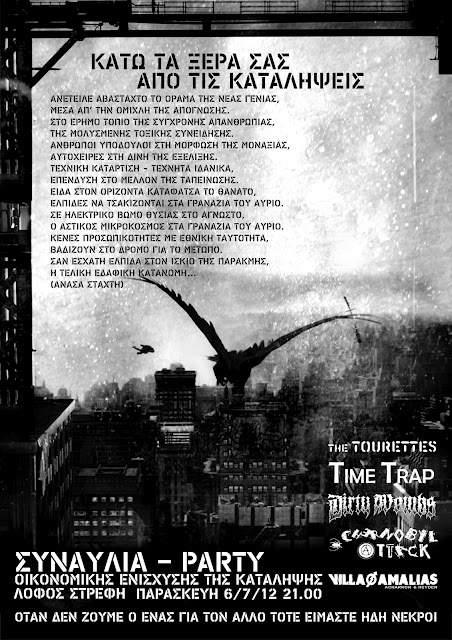 ΚΑΤΩ ΤΑ ΞΕΡΑ ΣΑΣ
ΑΠΟ ΤΙΣ ΚΑΤΑΛΗΨΕΙΣ
ΑΝΕΤΕΙΛΕ ΑΒΑΣΤΑΧΤΟ ΤΟ ΟΡΑΜΑ ΤΗΣ ΝΕΑΣ ΓΕΝΙΑΣ,
ΜΕΣΑ ΑΠ' ΤΗΝ ΟΜΙΧΛΗ ΤΗΣ ΑΠΟΓΝΩΣΗΣ.
ΣΤΟ ΕΡΗΜΟ ΤΟΠΙΟ ΤΗΣ ΣΥΓΧΡΟΝΗΣ ΑΠΑΝΘΡΩΠΙΑΣ,
ΤΗΣ ΜΟΛΥΣΜΕΝΗΣ ΤΟΞΙΚΗΣ ΣΥΝΕΙΔΗΣΗΣ.
ΑΝΘΡΩΠΟΙ ΥΠΟΔΟΥΛΟΙ ΣΤΗ ΜΟΡΦΩΣΗ ΤΗΣ ΜΟΝΑΞΙΑΣ,
ΑΥΤΟΧΕΙΡΕΣ ΣΤΗ ΔΙΝΗ ΤΗΣ ΕΞΕΛΙΞΗΣ.
ΤΕΧΝΙΚΗ ΚΑΤΑΡΤΙΣΗ - ΤΕΧΝΗΤΑ ΙΔΑΝΙΚΑ,
ΕΠΕΝΔΥΣΗ ΣΤΟ ΜΕΛΛΟΝ ΤΗΣ ΤΑΠΕΙΝΩΣΗΣ.
ΕΙΔΑ ΣΤΟΝ ΟΡΙΖΟΝΤΑ ΚΑΤΑΦΑΤΣΑ ΤΟ ΘΑΝΑΤΟ,
ΕΛΠΙΔΕΣ ΝΑ ΤΣΑΚΙΖΟΝΤΑΙ ΣΤΑ ΓΡΑΝΑΖΙΑ ΤΟΥ ΑΥΡΙΟ.
ΣΕ ΗΛΕΚΤΡΙΚΟ ΒΩΜΟ ΘΥΣΙΑΣ ΣΤΟ ΑΓΝΩΣΤΟ,
Ο ΑΣΤΙΚΟΣ ΜΙΚΡΟΚΟΣΜΟΣ ΣΤΑ ΓΡΑΝΑΖΙΑ ΤΟΥ ΑΥΡΙΟ.
ΚΕΝΕΣ ΠΡΟΣΩΠΙΚΟΤΗΤΕΣ ΜΕ ΕΘΝΙΚΗ ΤΑΥΤΟΤΗΤΑ,
ΒΑΔΙΖΟΥΝ ΣΤΟ ΔΡΟΜΟ ΓΙΑ ΤΟ ΜΕΤΩΠΟ.
ΣΑΝ ΕΣΧΑΤΗ ΕΛΠΙΔΑ ΣΤΟΝ ΙΣΚΙΟ ΤΗΣ ΠΑΡΑΚΜΗΣ,
Η ΤΕΛΙΚΗ ΕΔΑΦΙΚΗ ΚΑΤΑΝΟΜΗ...
(ΑΝΑΣΑ ΣΤΑΧΤΗ)
THE TOURETTES
TIME TRAP
Dirty Wombs
CHERNOBYL
ATTACK
ΣΥΝΑΥΛΙΑ - PARTY
ΟΙΚΟΝΟΜΙΚΗΣ ΕΝΙΣΧΥΣΗΣ ΤΗΣ ΚΑΤΑΛΗΨΗΣ VILLA AMALIAS
ACHARNON & HEYDEN
ΛΟΦΟΣ ΣΤΡΕΦΗ ΠΑΡΑΣΚΕΥΗ 6/7/12 21.00
ΟΤΑΝ ΔΕΝ ΖΟΥΜΕ Ο ΕΝΑΣ ΓΙΑ ΤΟΝ ΑΛΛΟ ΤΟΤΕ ΕΙΜΑΣΤΕ ΗΔΗ ΝΕΚΡΟΙ